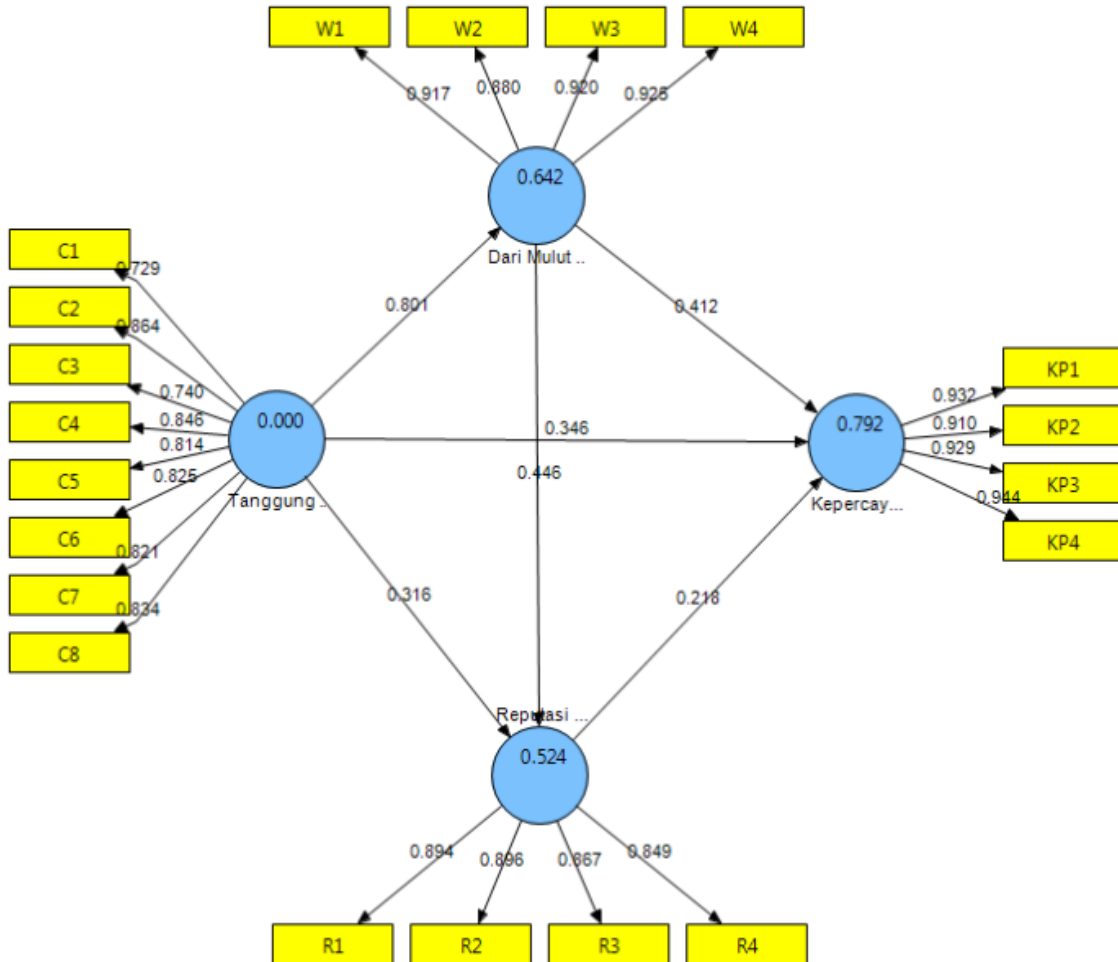 W1
W2
W3
W4
0.917
0.880
0.920
0.925
0.642
Dari Mulut ..
C1
C2
C3
C4
C5
C6
C7
C8
0.729
0.864
0.740
0.846
0.814
0.825
0.821
0.834
0.000
Tanggung ..
0.801
0.412
0.346
0.446
0.316
0.218
0.792
Kepercay...
0.932
0.910
0.929
0.944
KP1
KP2
KP3
KP4
Reputasi ...
0.524
0.894
0.896
0.867
0.849
R1
R2
R3
R4